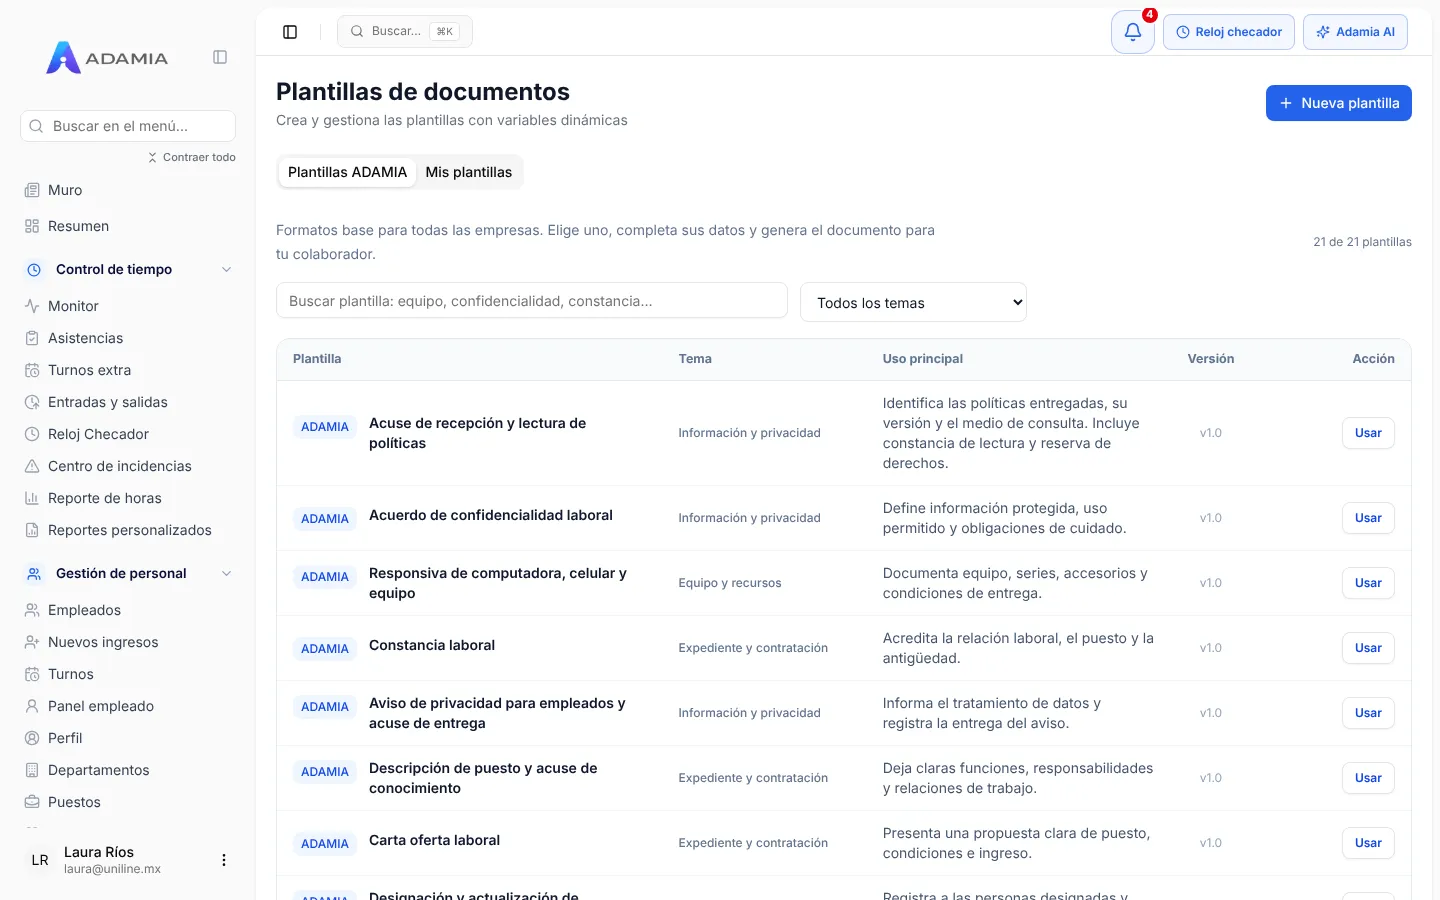 ADAMIA
Buscar en el menú...
Contraer todo
Muro
Resumen
Control de tiempo
Monitor
Asistencias
Turnos extra
Entradas y salidas
Reloj Checador
Centro de incidencias
Reporte de horas
Reportes personalizados
Gestión de personal
Empleados
Nuevos ingresos
Turnos
Panel empleado
Perfil
Departamentos
Puestos
LR
Laura Ríos
laura@uniline.mx
Buscar...
⌘K
4
Reloj checador
Adamia AI
Plantillas de documentos
Crea y gestiona las plantillas con variables dinámicas
Nueva plantilla
Plantillas ADAMIA
Mis plantillas
Formatos base para todas las empresas. Elige uno, completa sus datos y genera el documento para
tu colaborador.
21 de 21 plantillas
Buscar plantilla: equipo, confidencialidad, constancia...
Todos los temas
Plantilla
Tema
Uso principal
Versión
Acción
ADAMIA
Acuse de recepción y lectura de
políticas
Información y privacidad
Identifica las políticas entregadas, su
versión y el medio de consulta. Incluye
constancia de lectura y reserva de
derechos.
v1.0
Usar
ADAMIA
Acuerdo de confidencialidad laboral
Información y privacidad
Define información protegida, uso
permitido y obligaciones de cuidado.
v1.0
Usar
ADAMIA
Responsiva de computadora, celular y
equipo
Equipo y recursos
Documenta equipo, series, accesorios y
condiciones de entrega.
v1.0
Usar
ADAMIA
Constancia laboral
Expediente y contratación
Acredita la relación laboral, el puesto y la
antigüedad.
v1.0
Usar
ADAMIA
Aviso de privacidad para empleados y
acuse de entrega
Información y privacidad
Informa el tratamiento de datos y
registra la entrega del aviso.
v1.0
Usar
ADAMIA
Descripción de puesto y acuse de
conocimiento
Expediente y contratación
Deja claras funciones, responsabilidades
y relaciones de trabajo.
v1.0
Usar
ADAMIA
Carta oferta laboral
Expediente y contratación
Presenta una propuesta clara de puesto,
condiciones e ingreso.
v1.0
Usar
ADAMIA
Designación y actualización de
Registra a las personas designadas y